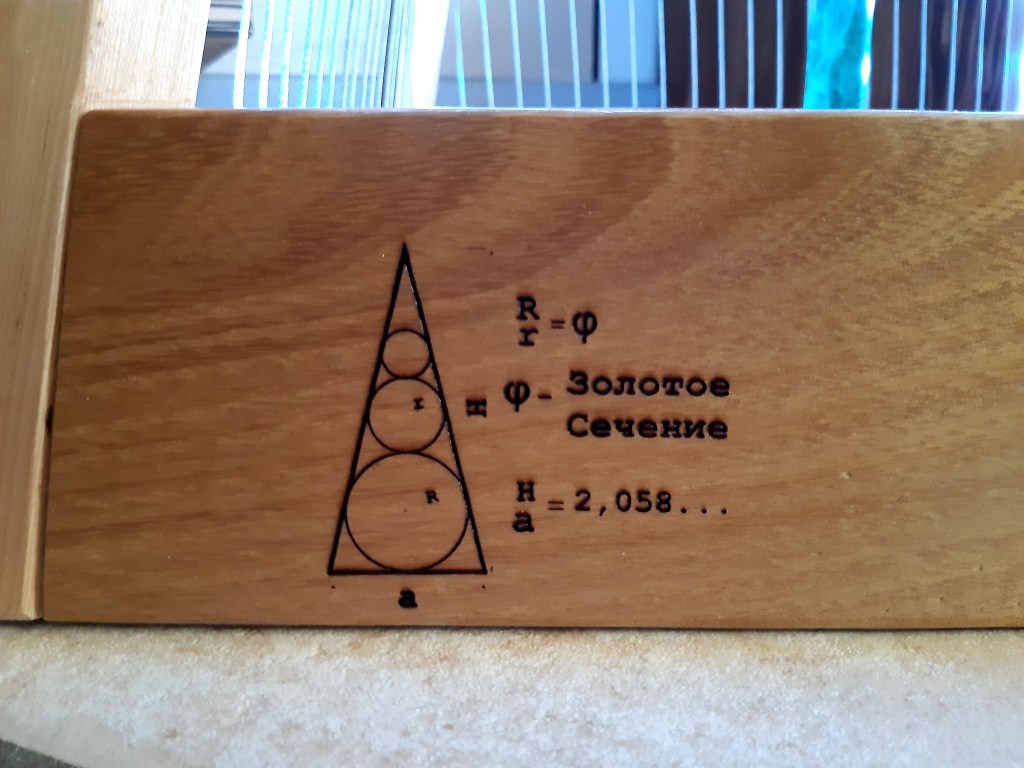 R
r = φ
r
H
φ - Золотое
Сечение
R
H
a = 2,058...
a